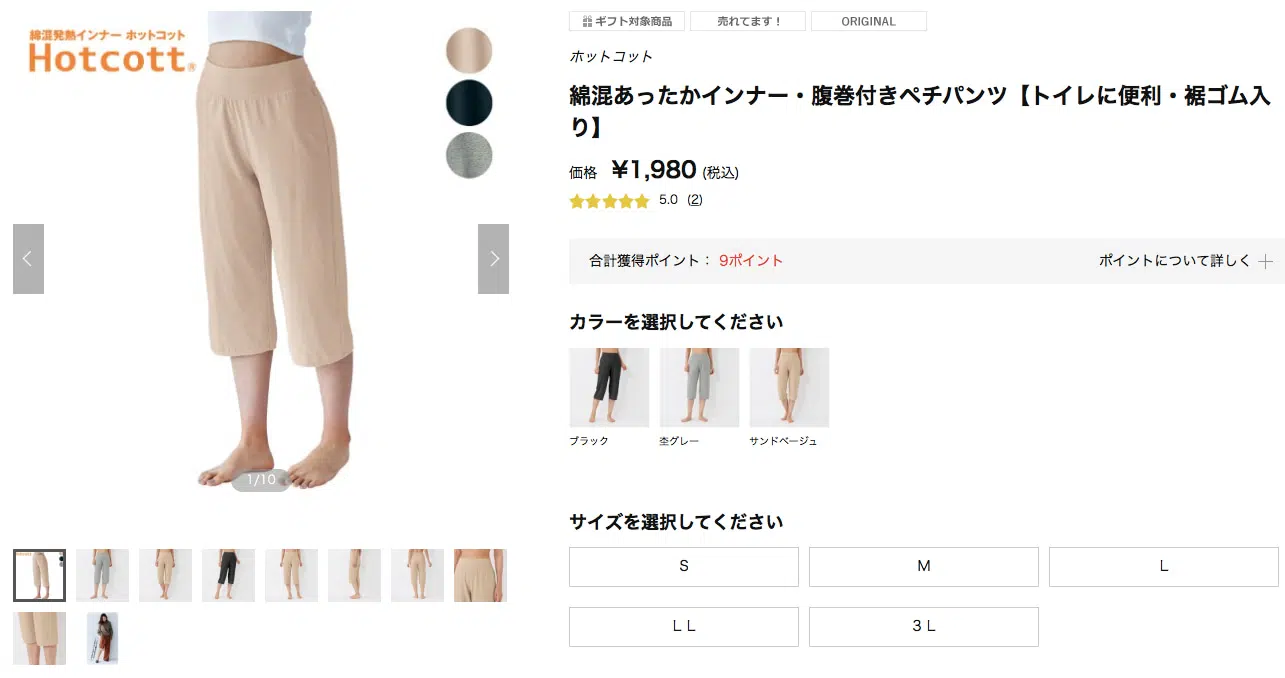 綿混発熱インナー ホットコット
Hotcott®
1/10
ギフト対象商品
売れてます！
ORIGINAL
ホットコット
綿混あったかインナー・腹巻付きペチパンツ【トイレに便利・裾ゴム入
り】
価格 ¥1,980 (税込)
5.0 (2)
合計獲得ポイント： 9ポイント
ポイントについて詳しく
カラーを選択してください
ブラック
杢グレー
サンドベージュ
サイズを選択してください
S
M
L
ＬＬ
３Ｌ